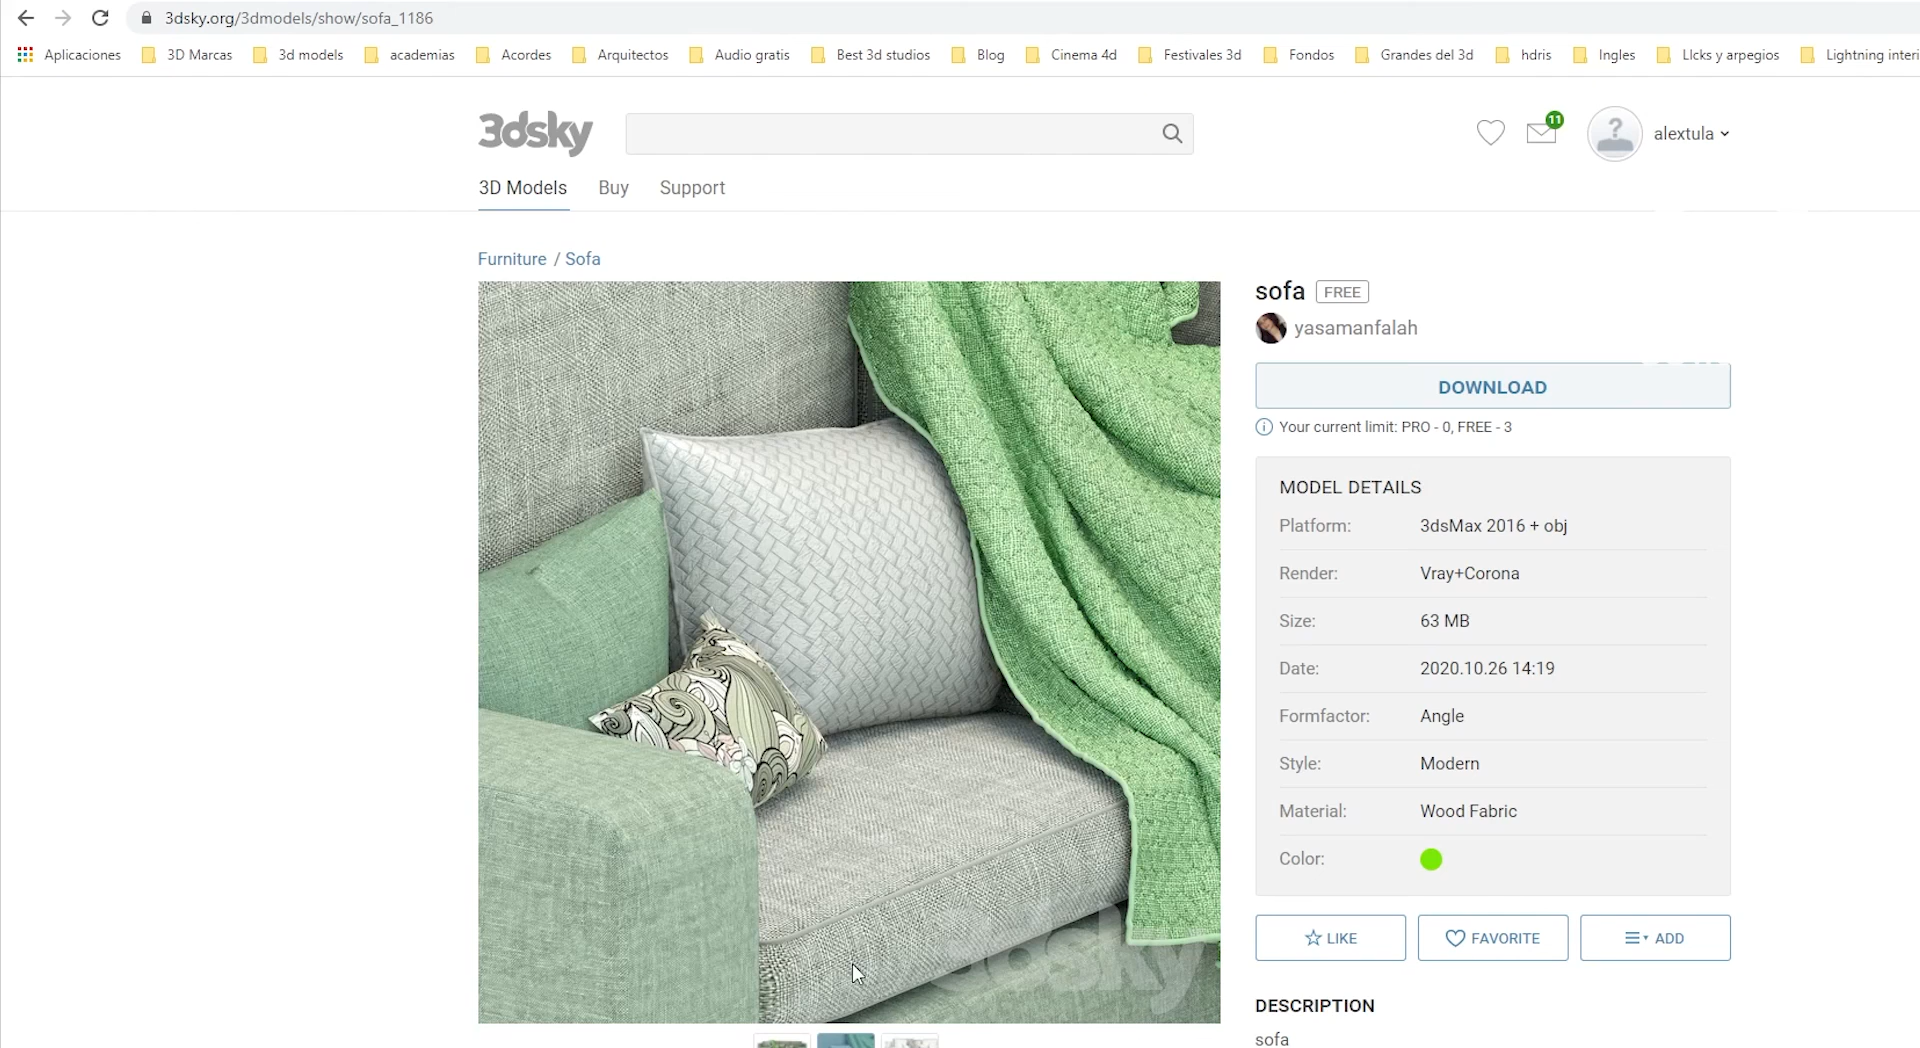 3dsky.org/3dmodels/show/sofa_1186
Aplicaciones 3D Marcas 3d models academias Acordes Arquitectos Audio gratis Best 3d studios Blog Cinema 4d Festivales 3d Fondos Grandes del 3d hdris Ingles LIcks y arpegios Lightning interi
3dsky
11
alextula
3D Models Buy Support
Furniture / Sofa
sofa FREE
yasamanfalah
DOWNLOAD
Your current limit: PRO - 0, FREE - 3
MODEL DETAILS
Platform: 3dsMax 2016 + obj
Render: Vray+Corona
Size: 63 MB
Date: 2020.10.26 14:19
Formfactor: Angle
Style: Modern
Material: Wood Fabric
Color:
LIKE FAVORITE ADD
3dsky
DESCRIPTION
sofa